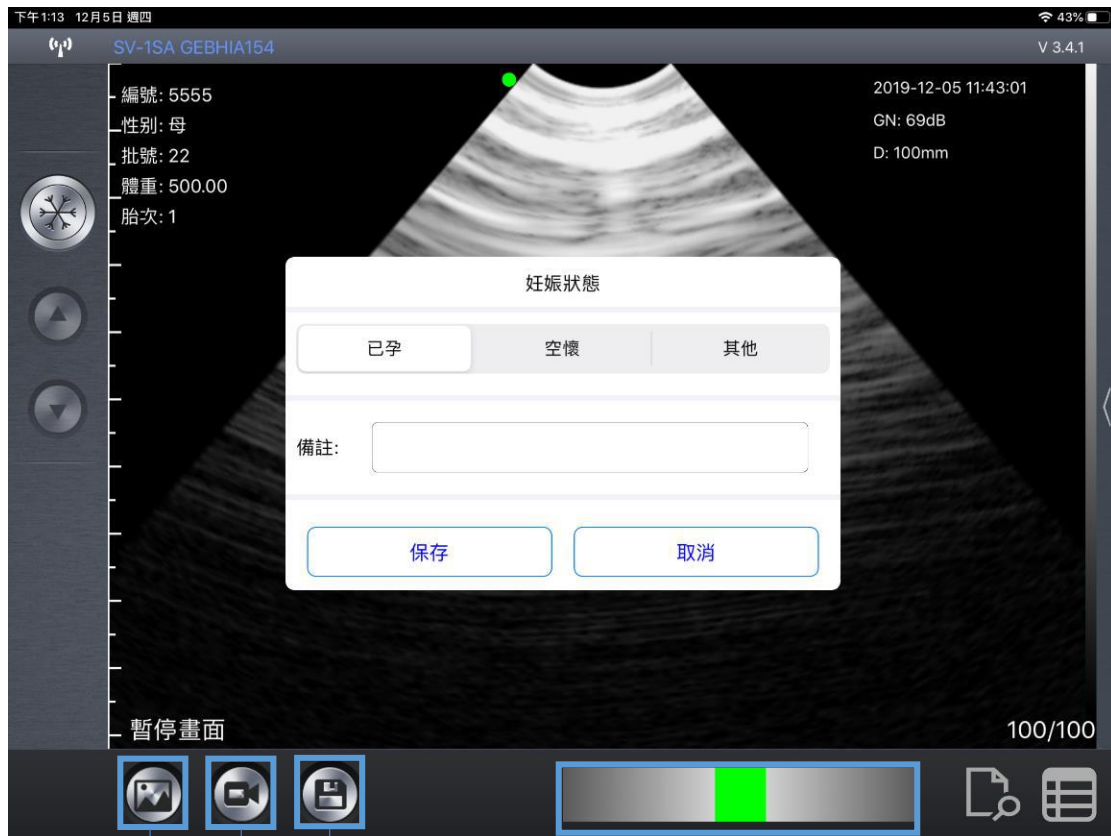 下午1:13 12月5日 週四
43%
SV-1SA GEBHIA154
V 3.4.1
編號: 5555
性別: 母
批號: 22
體重: 500.00
胎次: 1
2019-12-05 11:43:01
GN: 69dB
D: 100mm
妊娠狀態
已孕 空懷 其他
備註:
保存 取消
暫停畫面
100/100